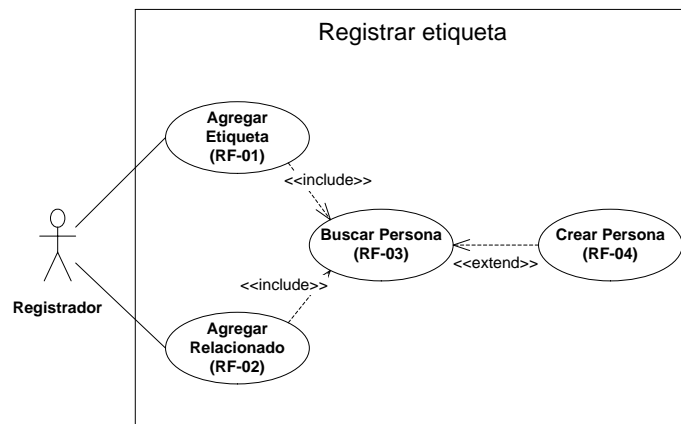 Registrar etiqueta
Agregar
Etiqueta
(RF-01)
<<include>>
Buscar Persona
(RF-03)
Crear Persona
(RF-04)
<<extend>>
<<include>>
Registrador
Agregar
Relacionado
(RF-02)